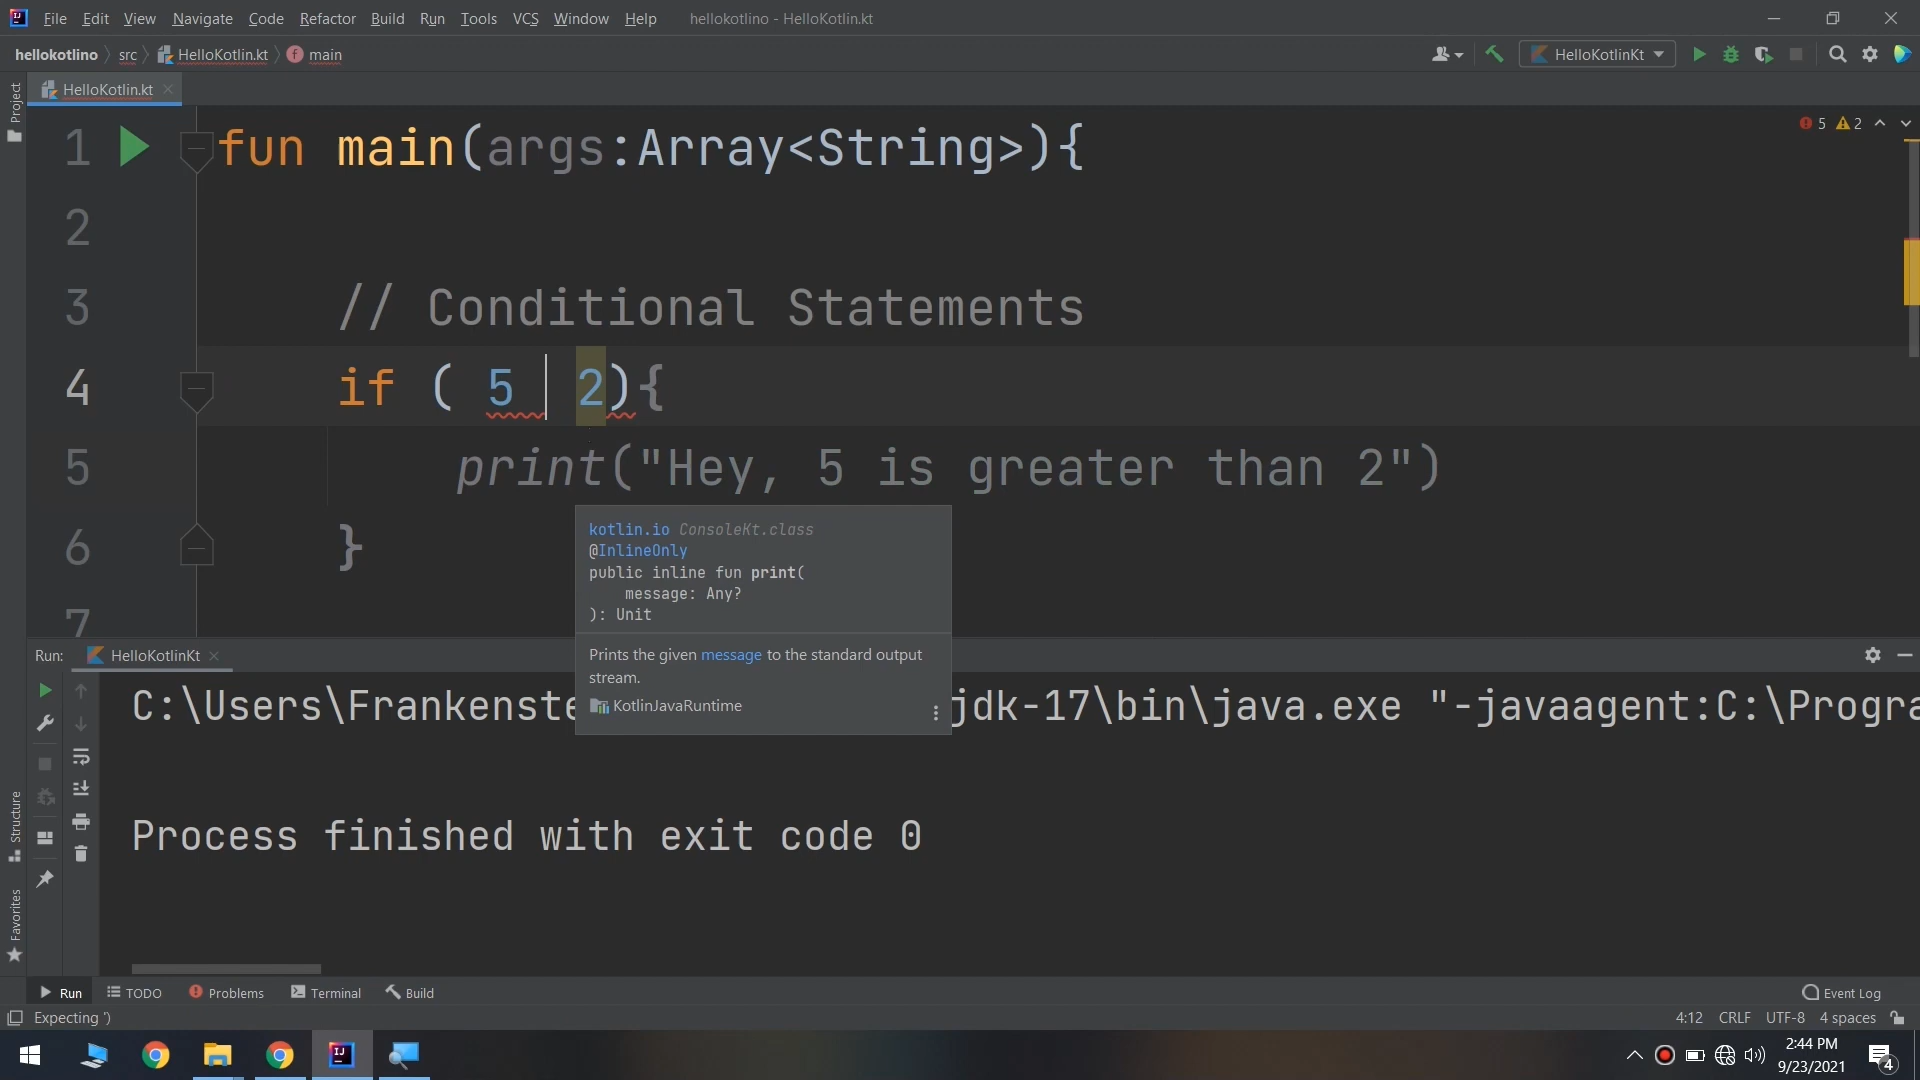 File Edit View Navigate Code Refactor Build Run Tools VCS Window Help hellokotlino - HelloKotlin.kt
hellokotlino src HelloKotlin.kt main HelloKotlinKt
Project
HelloKotlin.kt
5 2
1 fun main(args:Array<String>){
2
3 // Conditional Statements
4 if ( 5  2){
5 print("Hey, 5 is greater than 2")
6 }
7
kotlin.io ConsoleKt.class
@InlineOnly
public inline fun print(
message: Any?
): Unit
Prints the given message to the standard output
stream.
KotlinJavaRuntime
Run: HelloKotlinKt
C:\Users\Frankenste jdk-17\bin\java.exe "-javaagent:C:\Progra
Process finished with exit code 0
Structure
Favorites
Run TODO Problems Terminal Build Event Log
Expecting ') 4:12 CRLF UTF-8 4 spaces
2:44 PM
9/23/2021
4